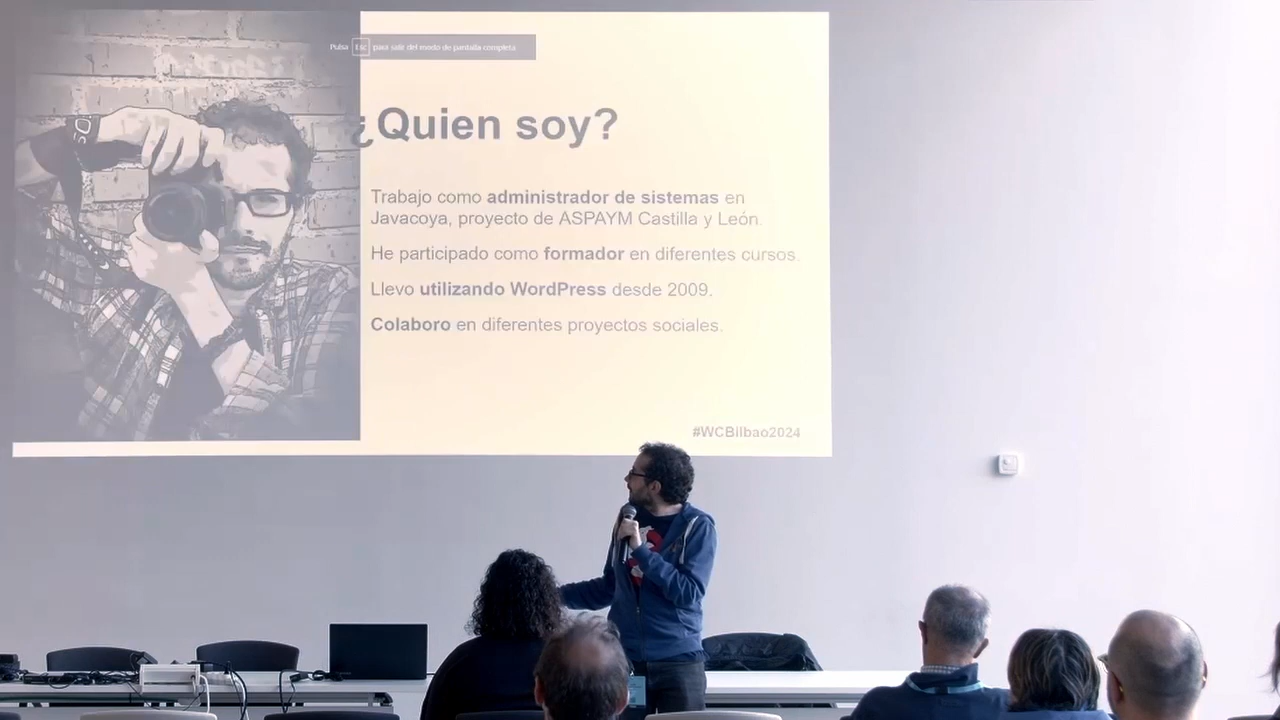 Pulsa Esc para salir del modo de pantalla completa
¿Quien soy?
Trabajo como administrador de sistemas en
Javacoya, proyecto de ASPAYM Castilla y León.
He participado como formador en diferentes cursos.
Llevo utilizando WordPress desde 2009.
Colaboro en diferentes proyectos sociales.
#WCBilbao2024